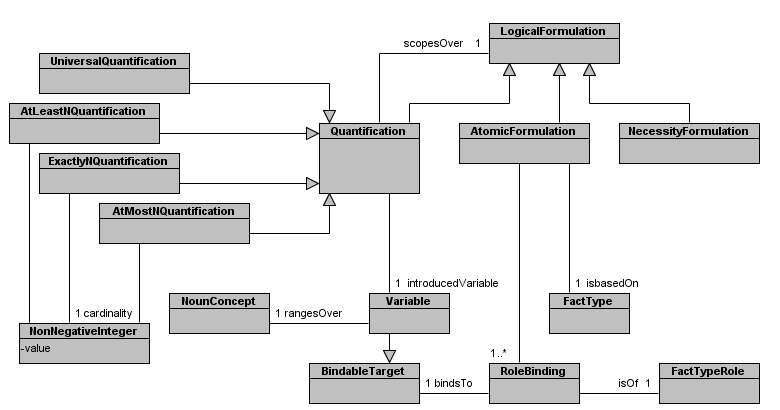 LogicalFormulation
scopesOver 1
UniversalQuantification
AtLeastNQuantification
Quantification
AtomicFormulation
NecessityFormulation
ExactlyNQuantification
AtMostNQuantification
1 introducedVariable
1 isbasedOn
NounConcept
1 rangesOver
Variable
FactType
1 cardinality
NonNegativeInteger
-value
1..*
BindableTarget
1 bindsTo
RoleBinding
isOf 1
FactTypeRole